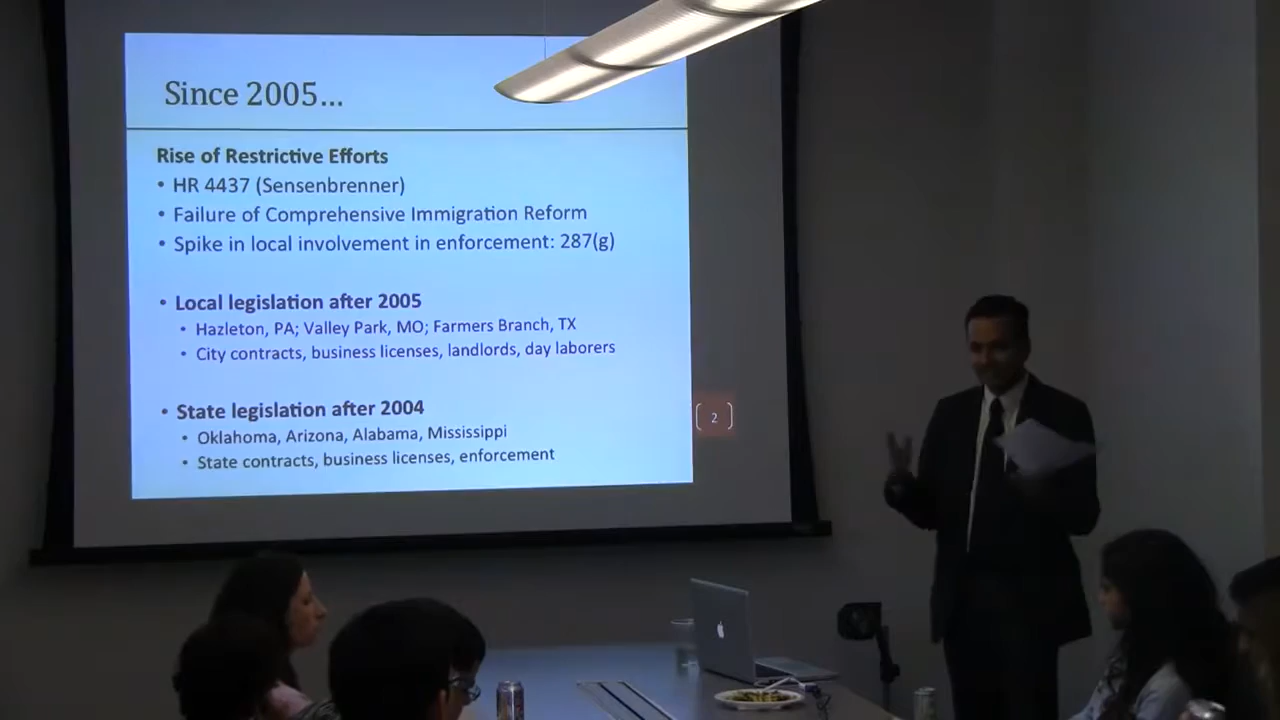 Since 2005...
Rise of Restrictive Efforts
• HR 4437 (Sensenbrenner)
• Failure of Comprehensive Immigration Reform
• Spike in local involvement in enforcement: 287(g)
• Local legislation after 2005
• Hazleton, PA; Valley Park, MO; Farmers Branch, TX
• City contracts, business licenses, landlords, day laborers
• State legislation after 2004
• Oklahoma, Arizona, Alabama, Mississippi
• State contracts, business licenses, enforcement
2